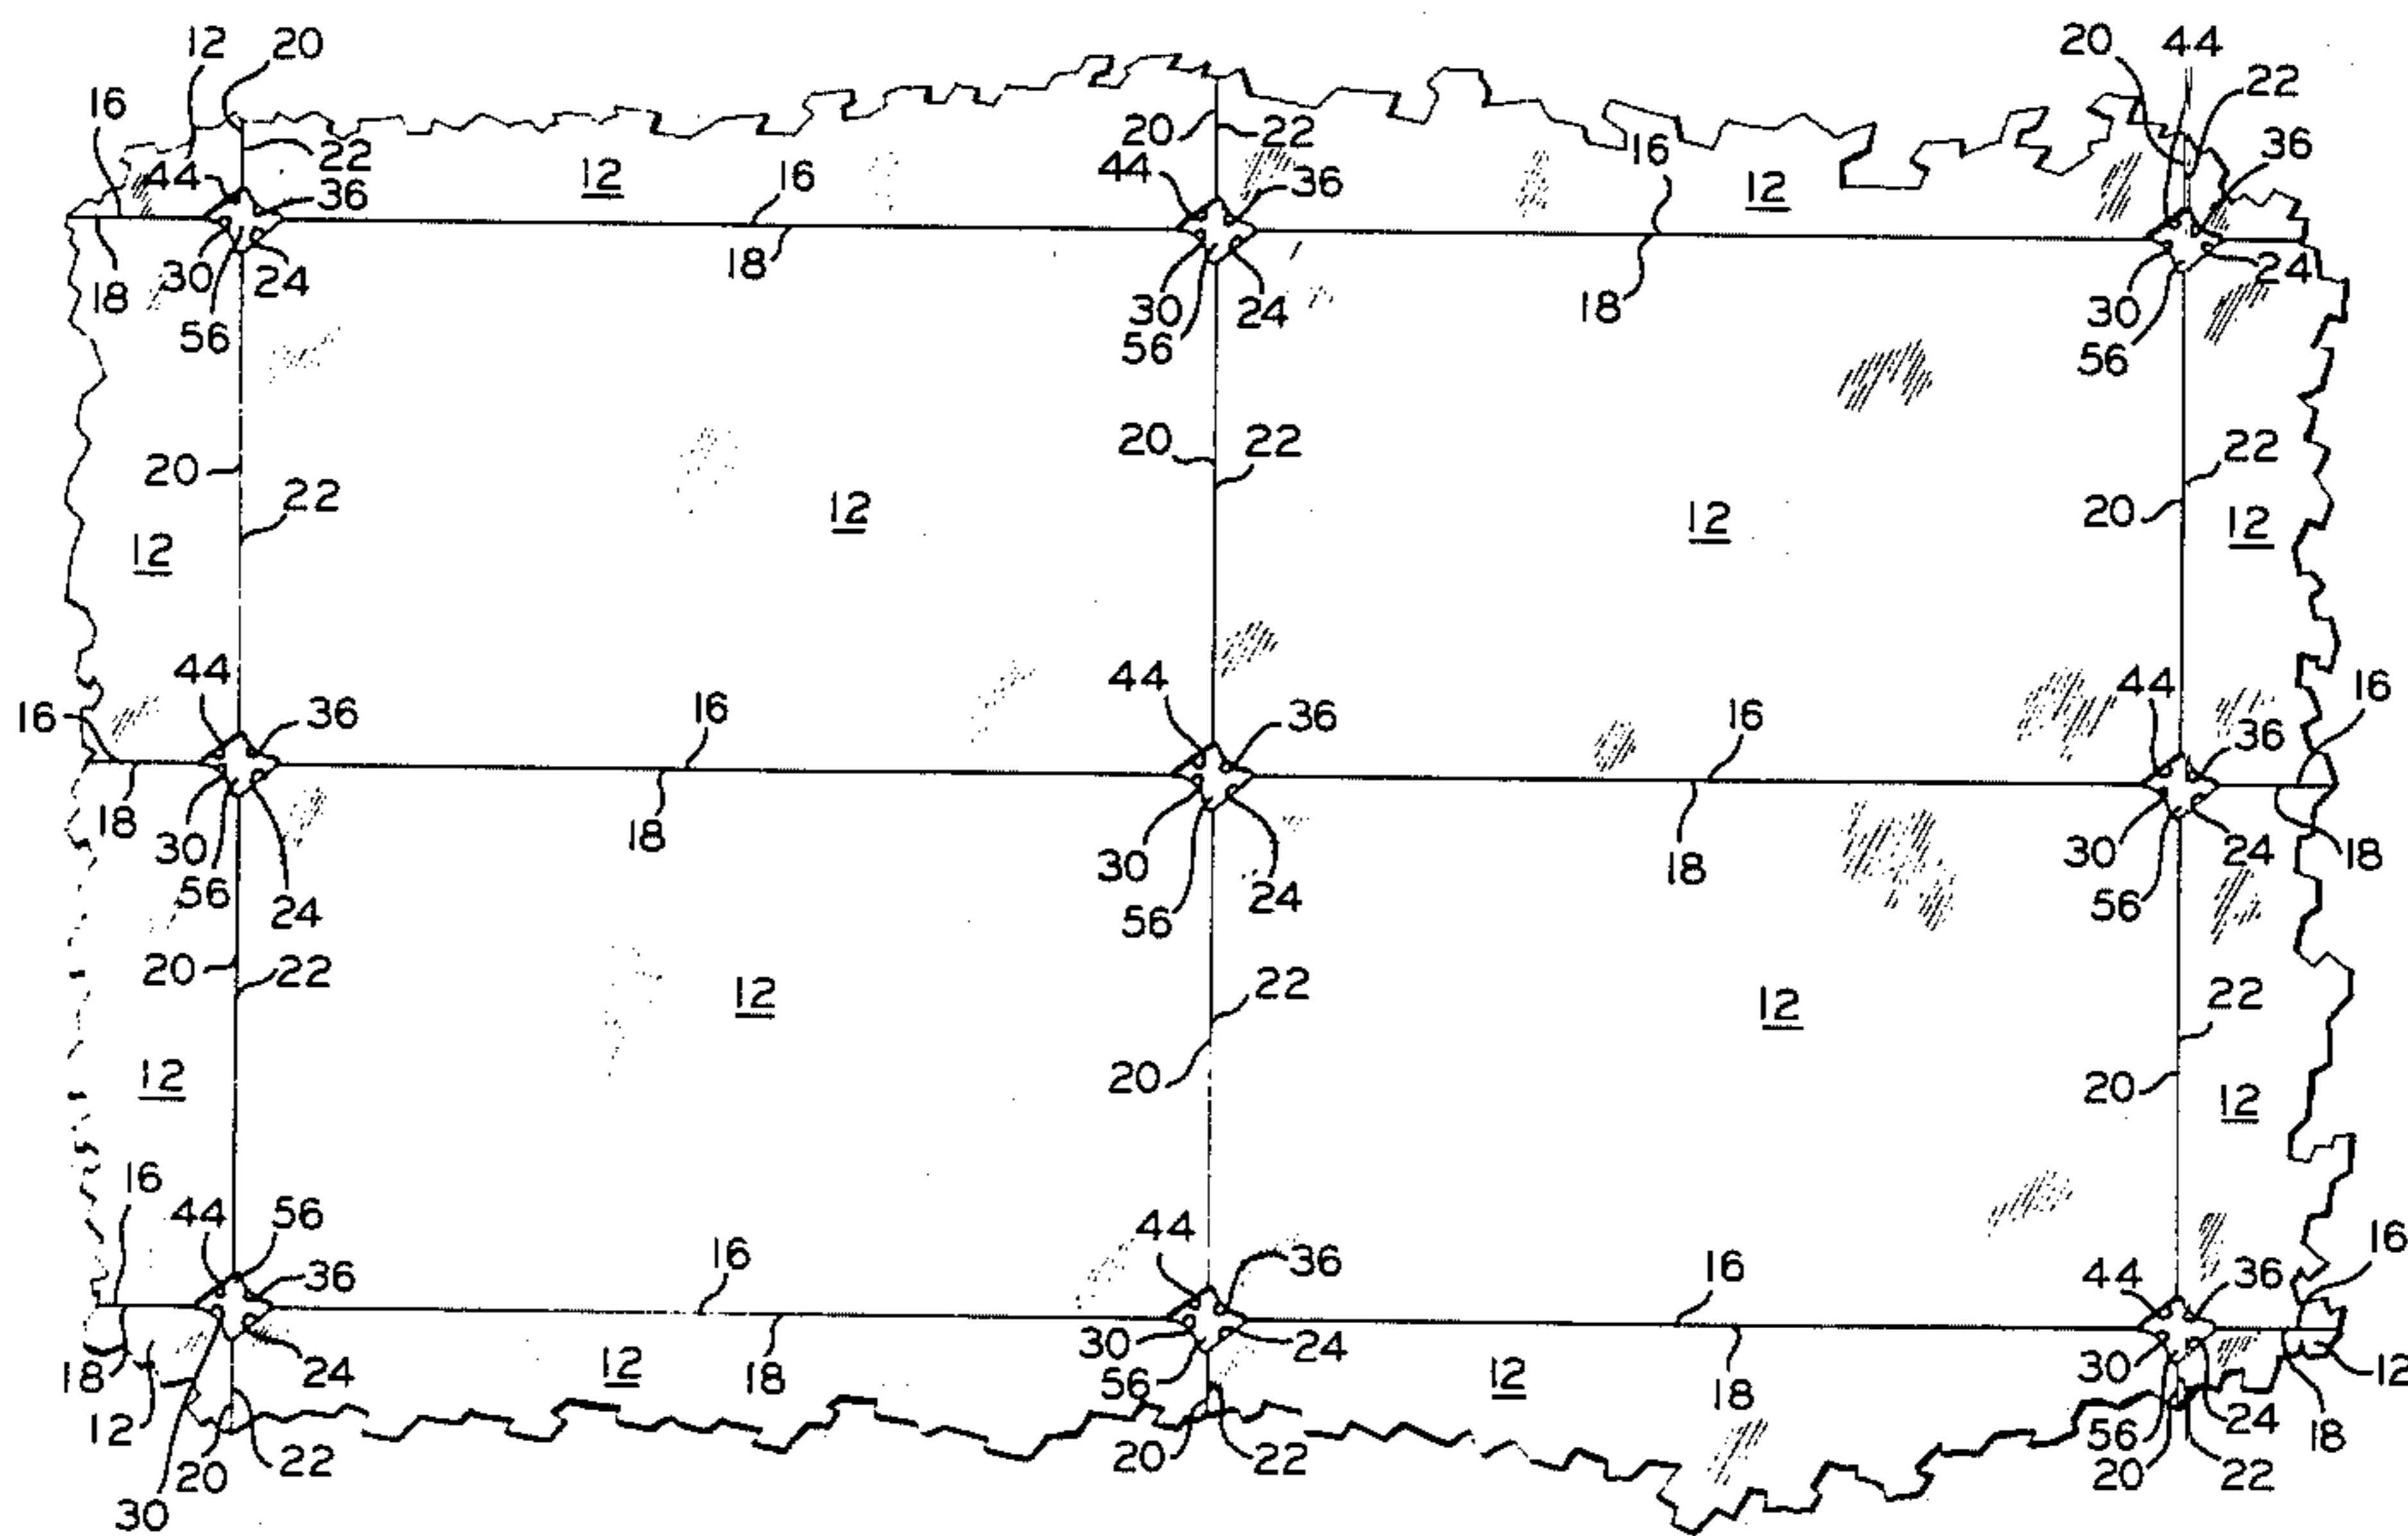 12 20 20 44
16 22
20 22 16 36
44 22 12 16 44 36 12
36
18 30 24 18 30 24 18 30 24
56 56 56
20 22 20 22 22
12 12 12 20 12
44 44 44 16
16 36 16 36 16 36
18 30 18 30 18 30 24 18
56 24 56 24 56
20 22 12 22 12 22
12 20 20 12
16 44 56 44 16
36 16 36 16 44 36
18 30 24 30 24 12
12 24 18 56 12 18 56 24 18
12 22 20 22 20 22
30 20